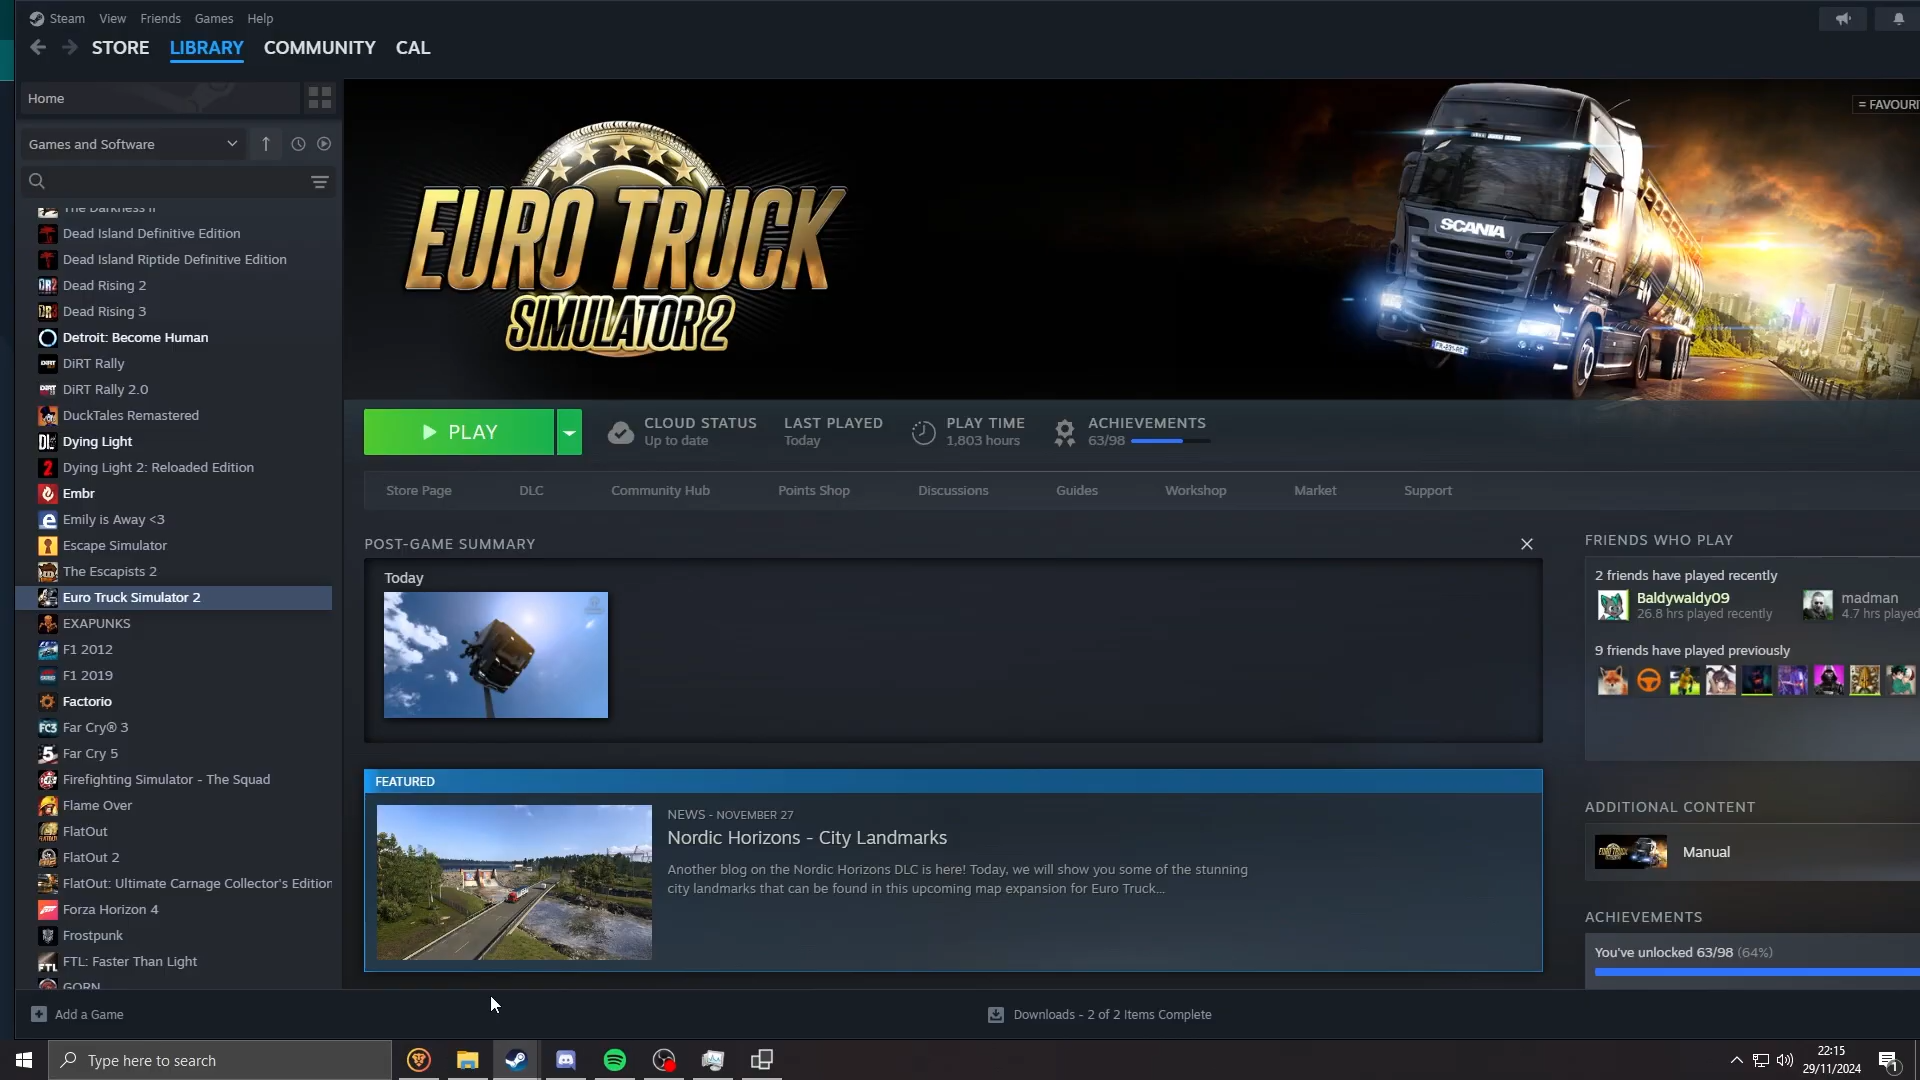 Steam View Friends Games Help
STORE LIBRARY COMMUNITY CAL
Home
Games and Software
The Darkness II
Dead Island Definitive Edition
Dead Island Riptide Definitive Edition
Dead Rising 2
Dead Rising 3
Detroit: Become Human
DiRT Rally
DiRT Rally 2.0
DuckTales Remastered
Dying Light
Dying Light 2: Reloaded Edition
Embr
Emily is Away <3
Escape Simulator
The Escapists 2
Euro Truck Simulator 2
EXAPUNKS
F1 2012
F1 2019
Factorio
Far Cry® 3
Far Cry 5
Firefighting Simulator - The Squad
Flame Over
FlatOut
FlatOut 2
FlatOut: Ultimate Carnage Collector's Edition
Forza Horizon 4
Frostpunk
FTL: Faster Than Light
GORN
Add a Game
= FAVOURI
EURO TRUCK
SIMULATOR 2
SCANIA
PLAY
CLOUD STATUS
Up to date
LAST PLAYED
Today
PLAY TIME
1,803 hours
ACHIEVEMENTS
63/98
Store Page DLC Community Hub Points Shop Discussions Guides Workshop Market Support
POST-GAME SUMMARY
Today
FEATURED
NEWS - NOVEMBER 27
Nordic Horizons - City Landmarks
Another blog on the Nordic Horizons DLC is here! Today, we will show you some of the stunning
city landmarks that can be found in this upcoming map expansion for Euro Truck...
FRIENDS WHO PLAY
2 friends have played recently
Baldywaldy09
26.8 hrs played recently
madman
4.7 hrs played
9 friends have played previously
ADDITIONAL CONTENT
Manual
ACHIEVEMENTS
You've unlocked 63/98 (64%)
Downloads - 2 of 2 Items Complete
Type here to search
22:15
29/11/2024
1